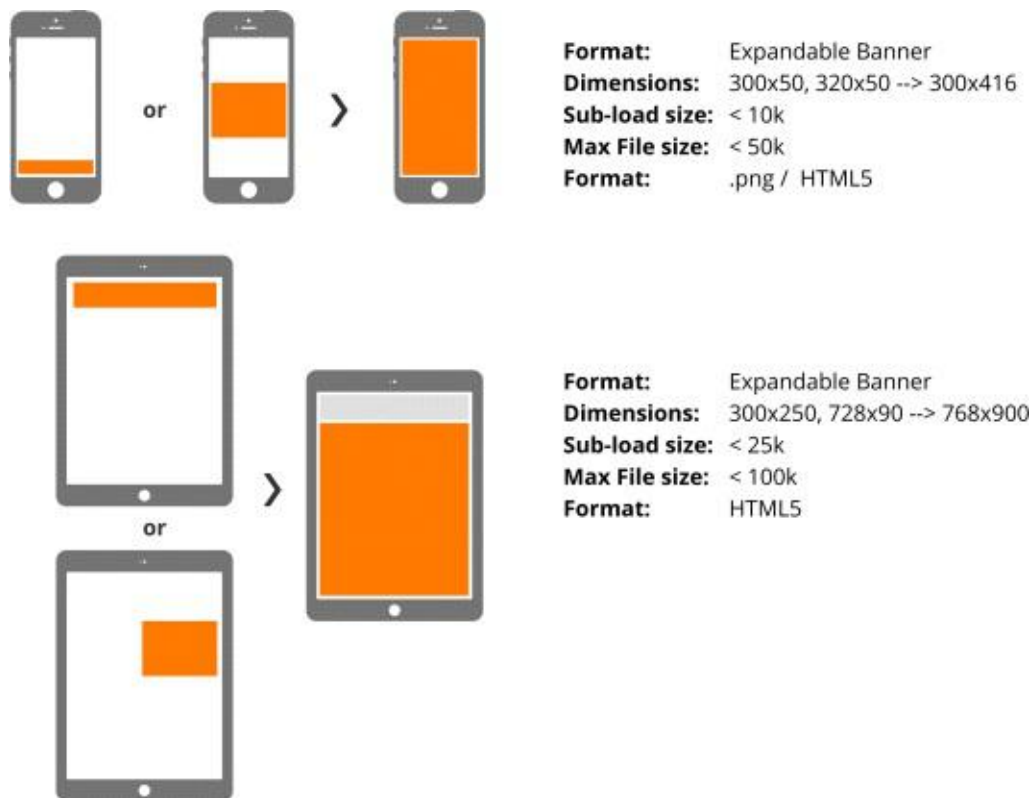 or
Format: Expandable Banner
Dimensions: 300x50, 320x50 --> 300x416
Sub-load size: < 10k
Max File size: < 50k
Format: .png / HTML5
or
Format: Expandable Banner
Dimensions: 300x250, 728x90 --> 768x900
Sub-load size: < 25k
Max File size: < 100k
Format: HTML5